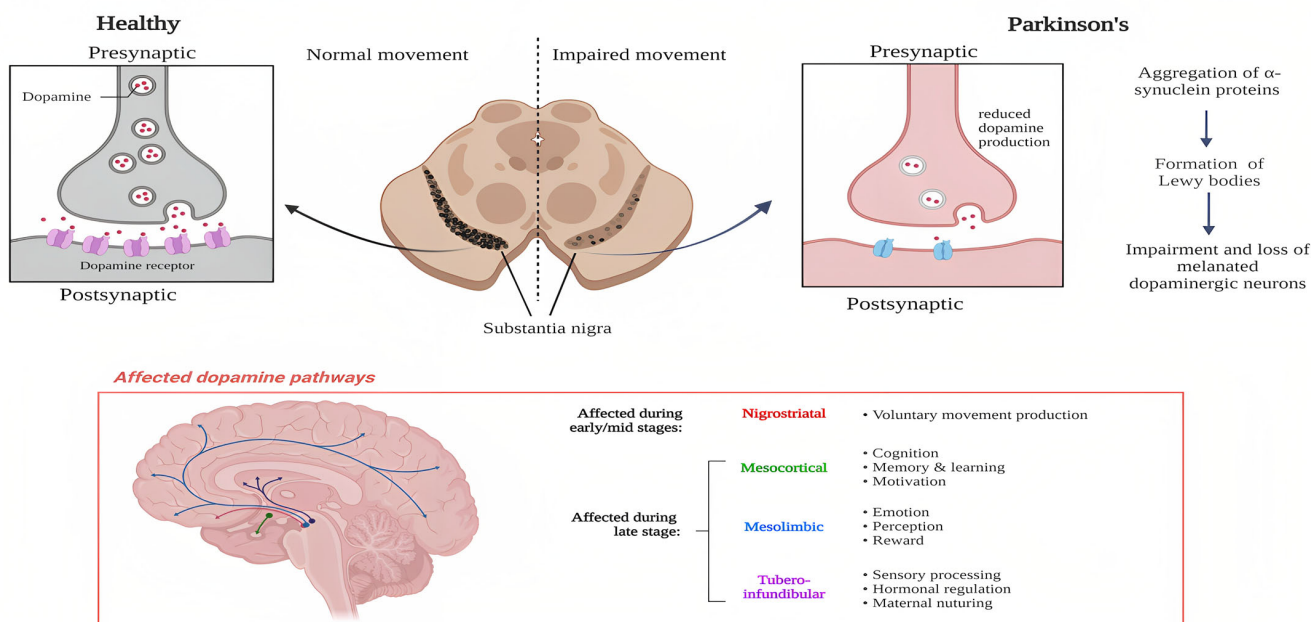 Healthy
Parkinson's
Presynaptic
Normal movement
Impaired movement
Presynaptic
Dopamine
reduced
dopamine
production
Aggregation of α-
synuclein proteins
Formation of
Lewy bodies
Impairment and loss of
melanated
dopaminergic neurons
Dopamine receptor
Postsynaptic
Postsynaptic
Substantia nigra
Affected dopamine pathways
Affected during
early/mid stages:
Nigrostriatal
• Voluntary movement production
Affected during
late stage:
Mesocortical
• Cognition
• Memory & learning
• Motivation
Mesolimbic
• Emotion
• Perception
• Reward
Tubero-
infundibular
• Sensory processing
• Hormonal regulation
• Maternal nuturing